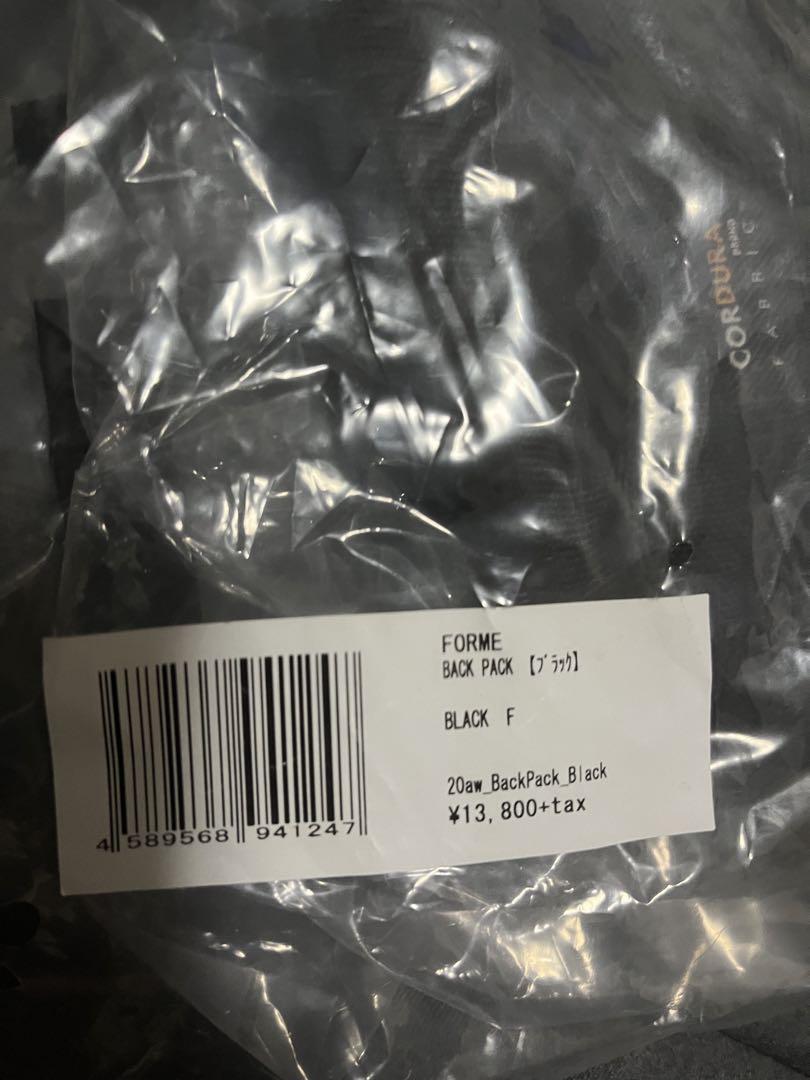 CORDURA
BRAND
FABRIC
FORME
BACK PACK 【ﾌﾞﾗｯｸ】
BLACK F
20aw_BackPack_Black
¥13,800+tax
4 589568 941247